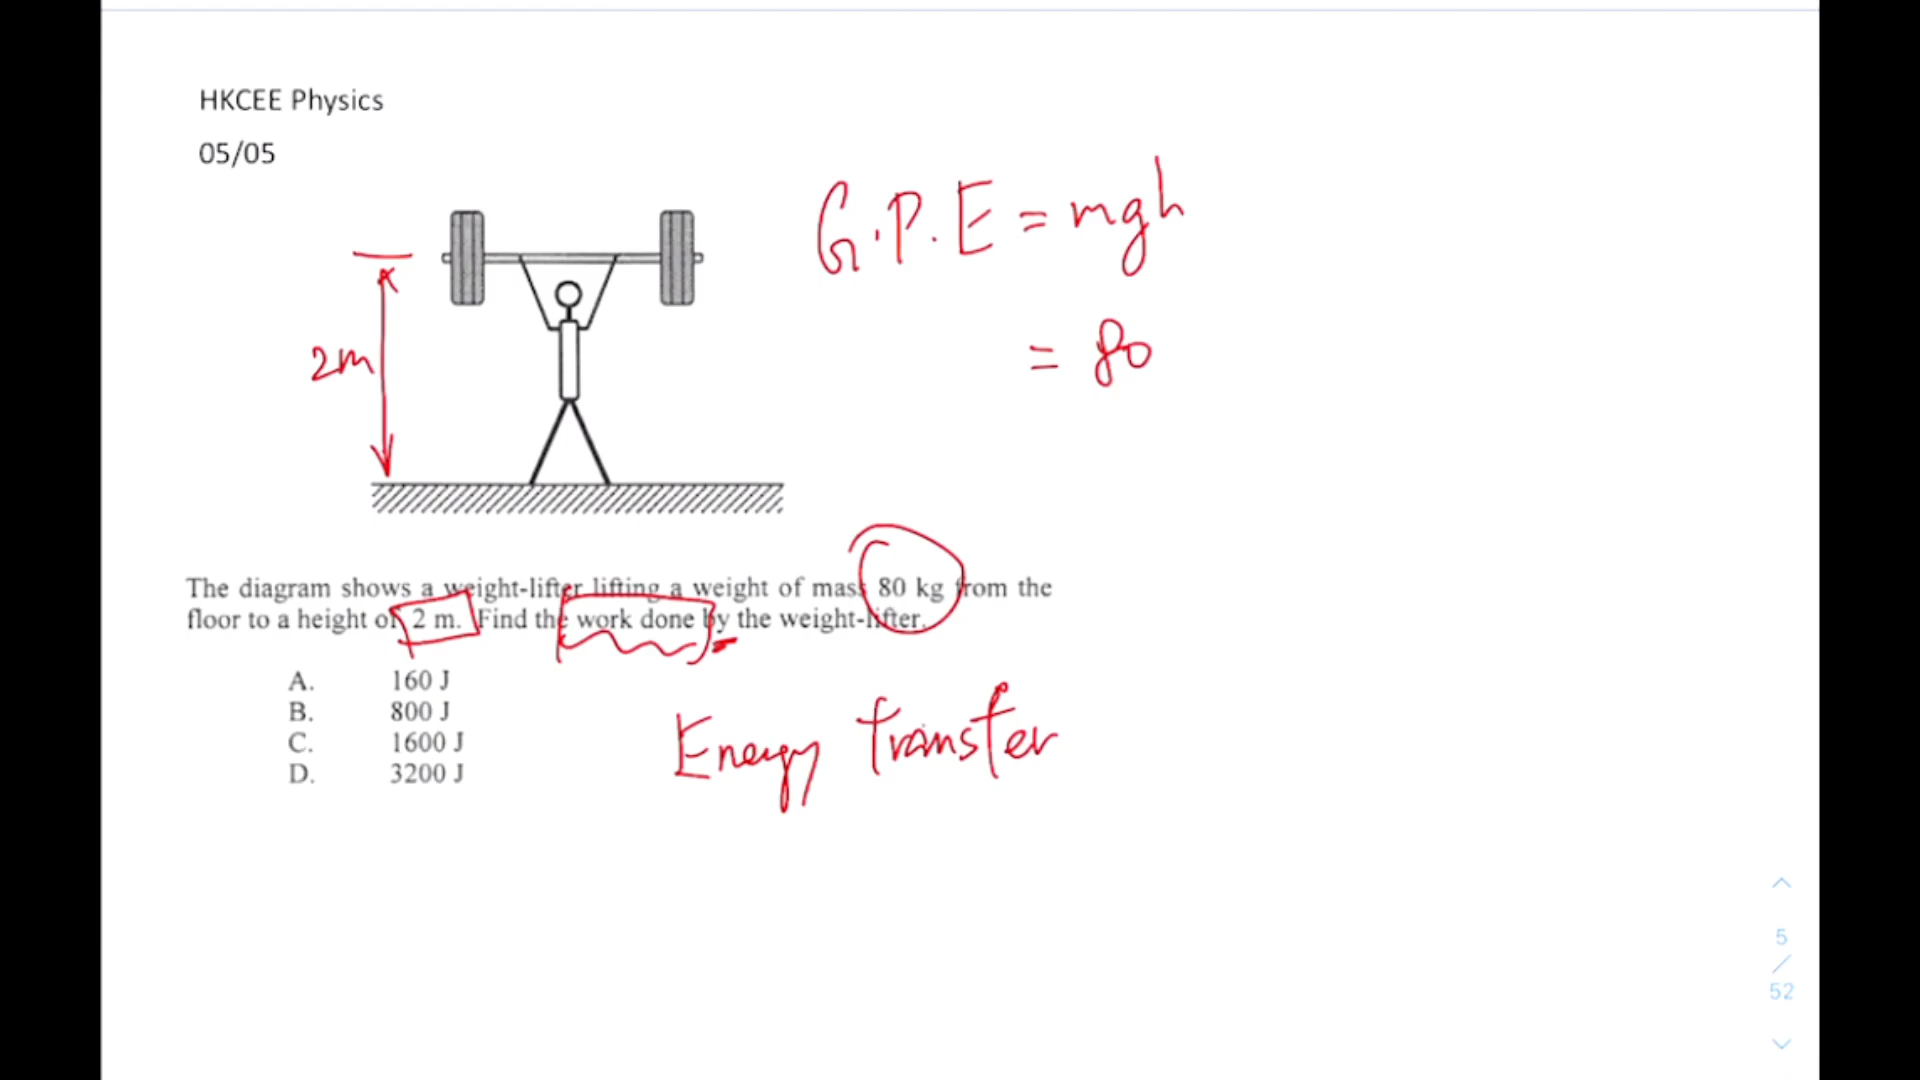 HKCEE Physics
05/05
G.P.E = mgh
= 80
2m
The diagram shows a weight-lifter lifting a weight of mass 80 kg from the
floor to a height of 2 m. Find the work done by the weight-lifter.
A. 160 J
B. 800 J
C. 1600 J
D. 3200 J
Energy Transfer
5
/
52